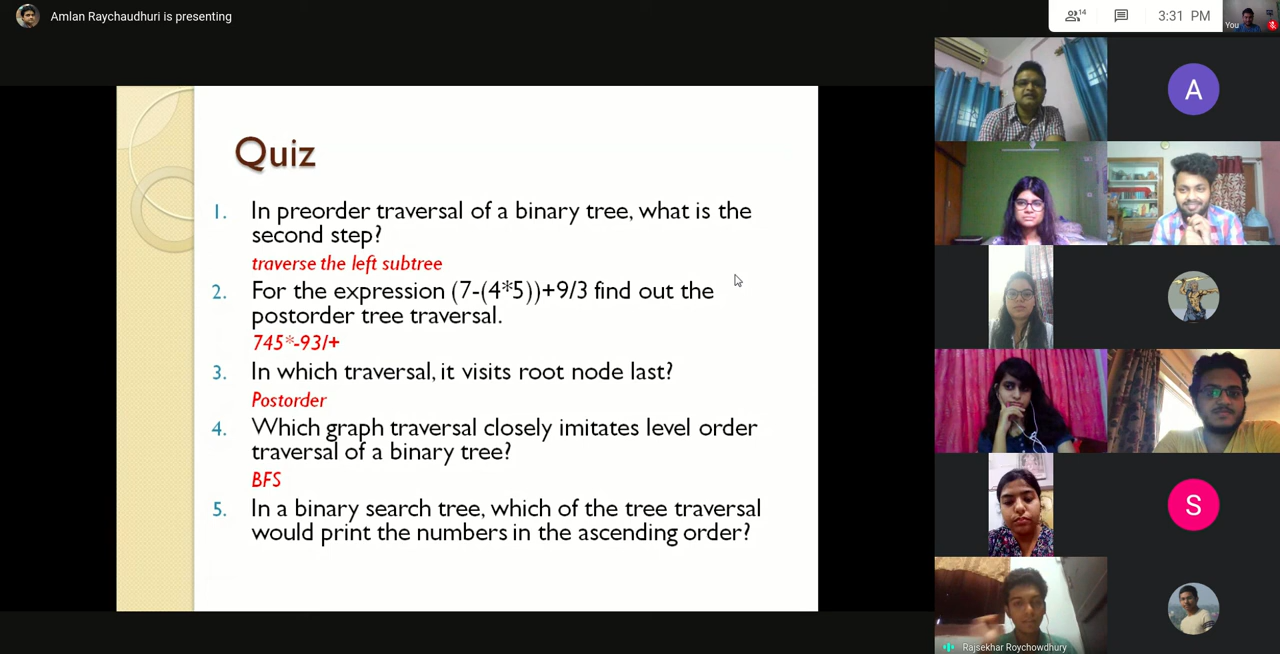 Amlan Raychaudhuri is presenting
14
3:31 PM
You
Quiz
1. In preorder traversal of a binary tree, what is the
second step?
traverse the left subtree
2. For the expression (7-(4*5))+9/3 find out the
postorder tree traversal.
745*-93/+
3. In which traversal, it visits root node last?
Postorder
4. Which graph traversal closely imitates level order
traversal of a binary tree?
BFS
5. In a binary search tree, which of the tree traversal
would print the numbers in the ascending order?
A
S
Rajsekhar Roychowdhury